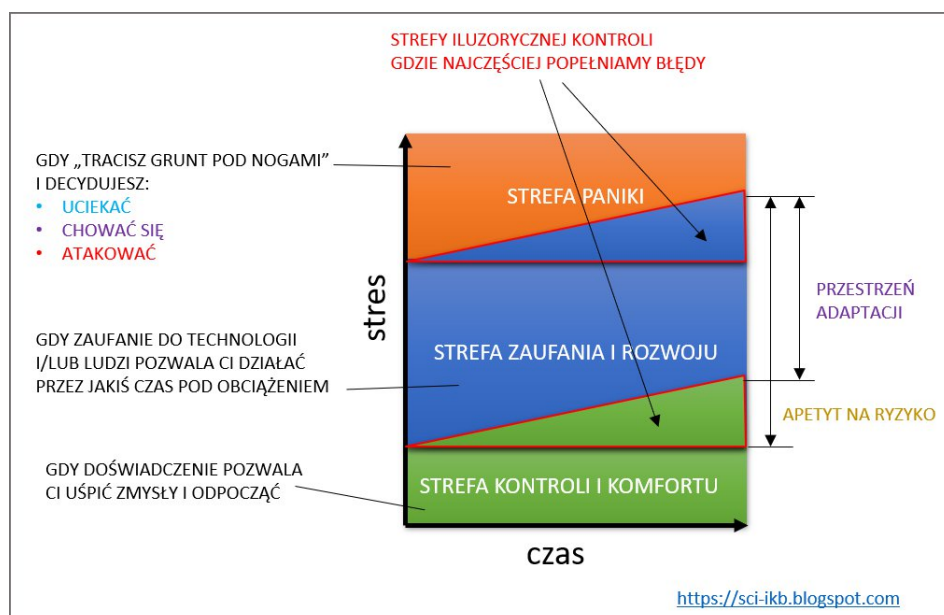 STREFY ILUZORYCZNEJ KONTROLI
GDZIE NAJCZĘŚCIEJ POPEŁNIAMY BŁĘDY
GDY „TRACISZ GRUNT POD NOGAMI”
I DECYDUJESZ:
• UCIEKAĆ
• CHOWAĆ SIĘ
• ATAKOWAĆ
STREFA PANIKI
stres
PRZESTRZEŃ
ADAPTACJI
GDY ZAUFANIE DO TECHNOLOGII
I/LUB LUDZI POZWALA CI DZIAŁAĆ
PRZEZ JAKIŚ CZAS POD OBCIĄŻENIEM
STREFA ZAUFANIA I ROZWOJU
APETYT NA RYZYKO
GDY DOŚWIADCZENIE POZWALA
CI UŚPIĆ ZMYSŁY I ODPOCZĄĆ
STREFA KONTROLI I KOMFORTU
czas
https://sci-ikb.blogspot.com